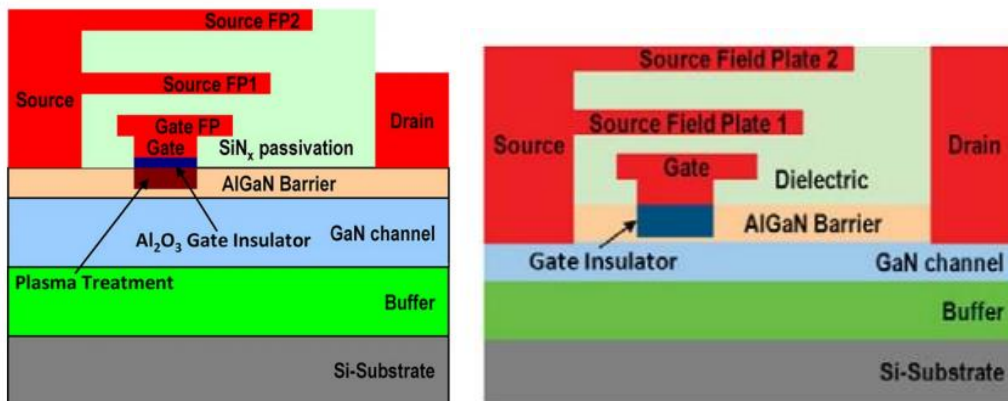 Source FP2
Source FP1
Source
Gate FP
Gate
Drain
SiNₓ passivation
AlGaN Barrier
GaN channel
Al₂O₃ Gate Insulator
Plasma Treatment
Buffer
Si-Substrate
Source Field Plate 2
Source Field Plate 1
Source
Drain
Gate
Dielectric
AlGaN Barrier
Gate Insulator
GaN channel
Buffer
Si-Substrate